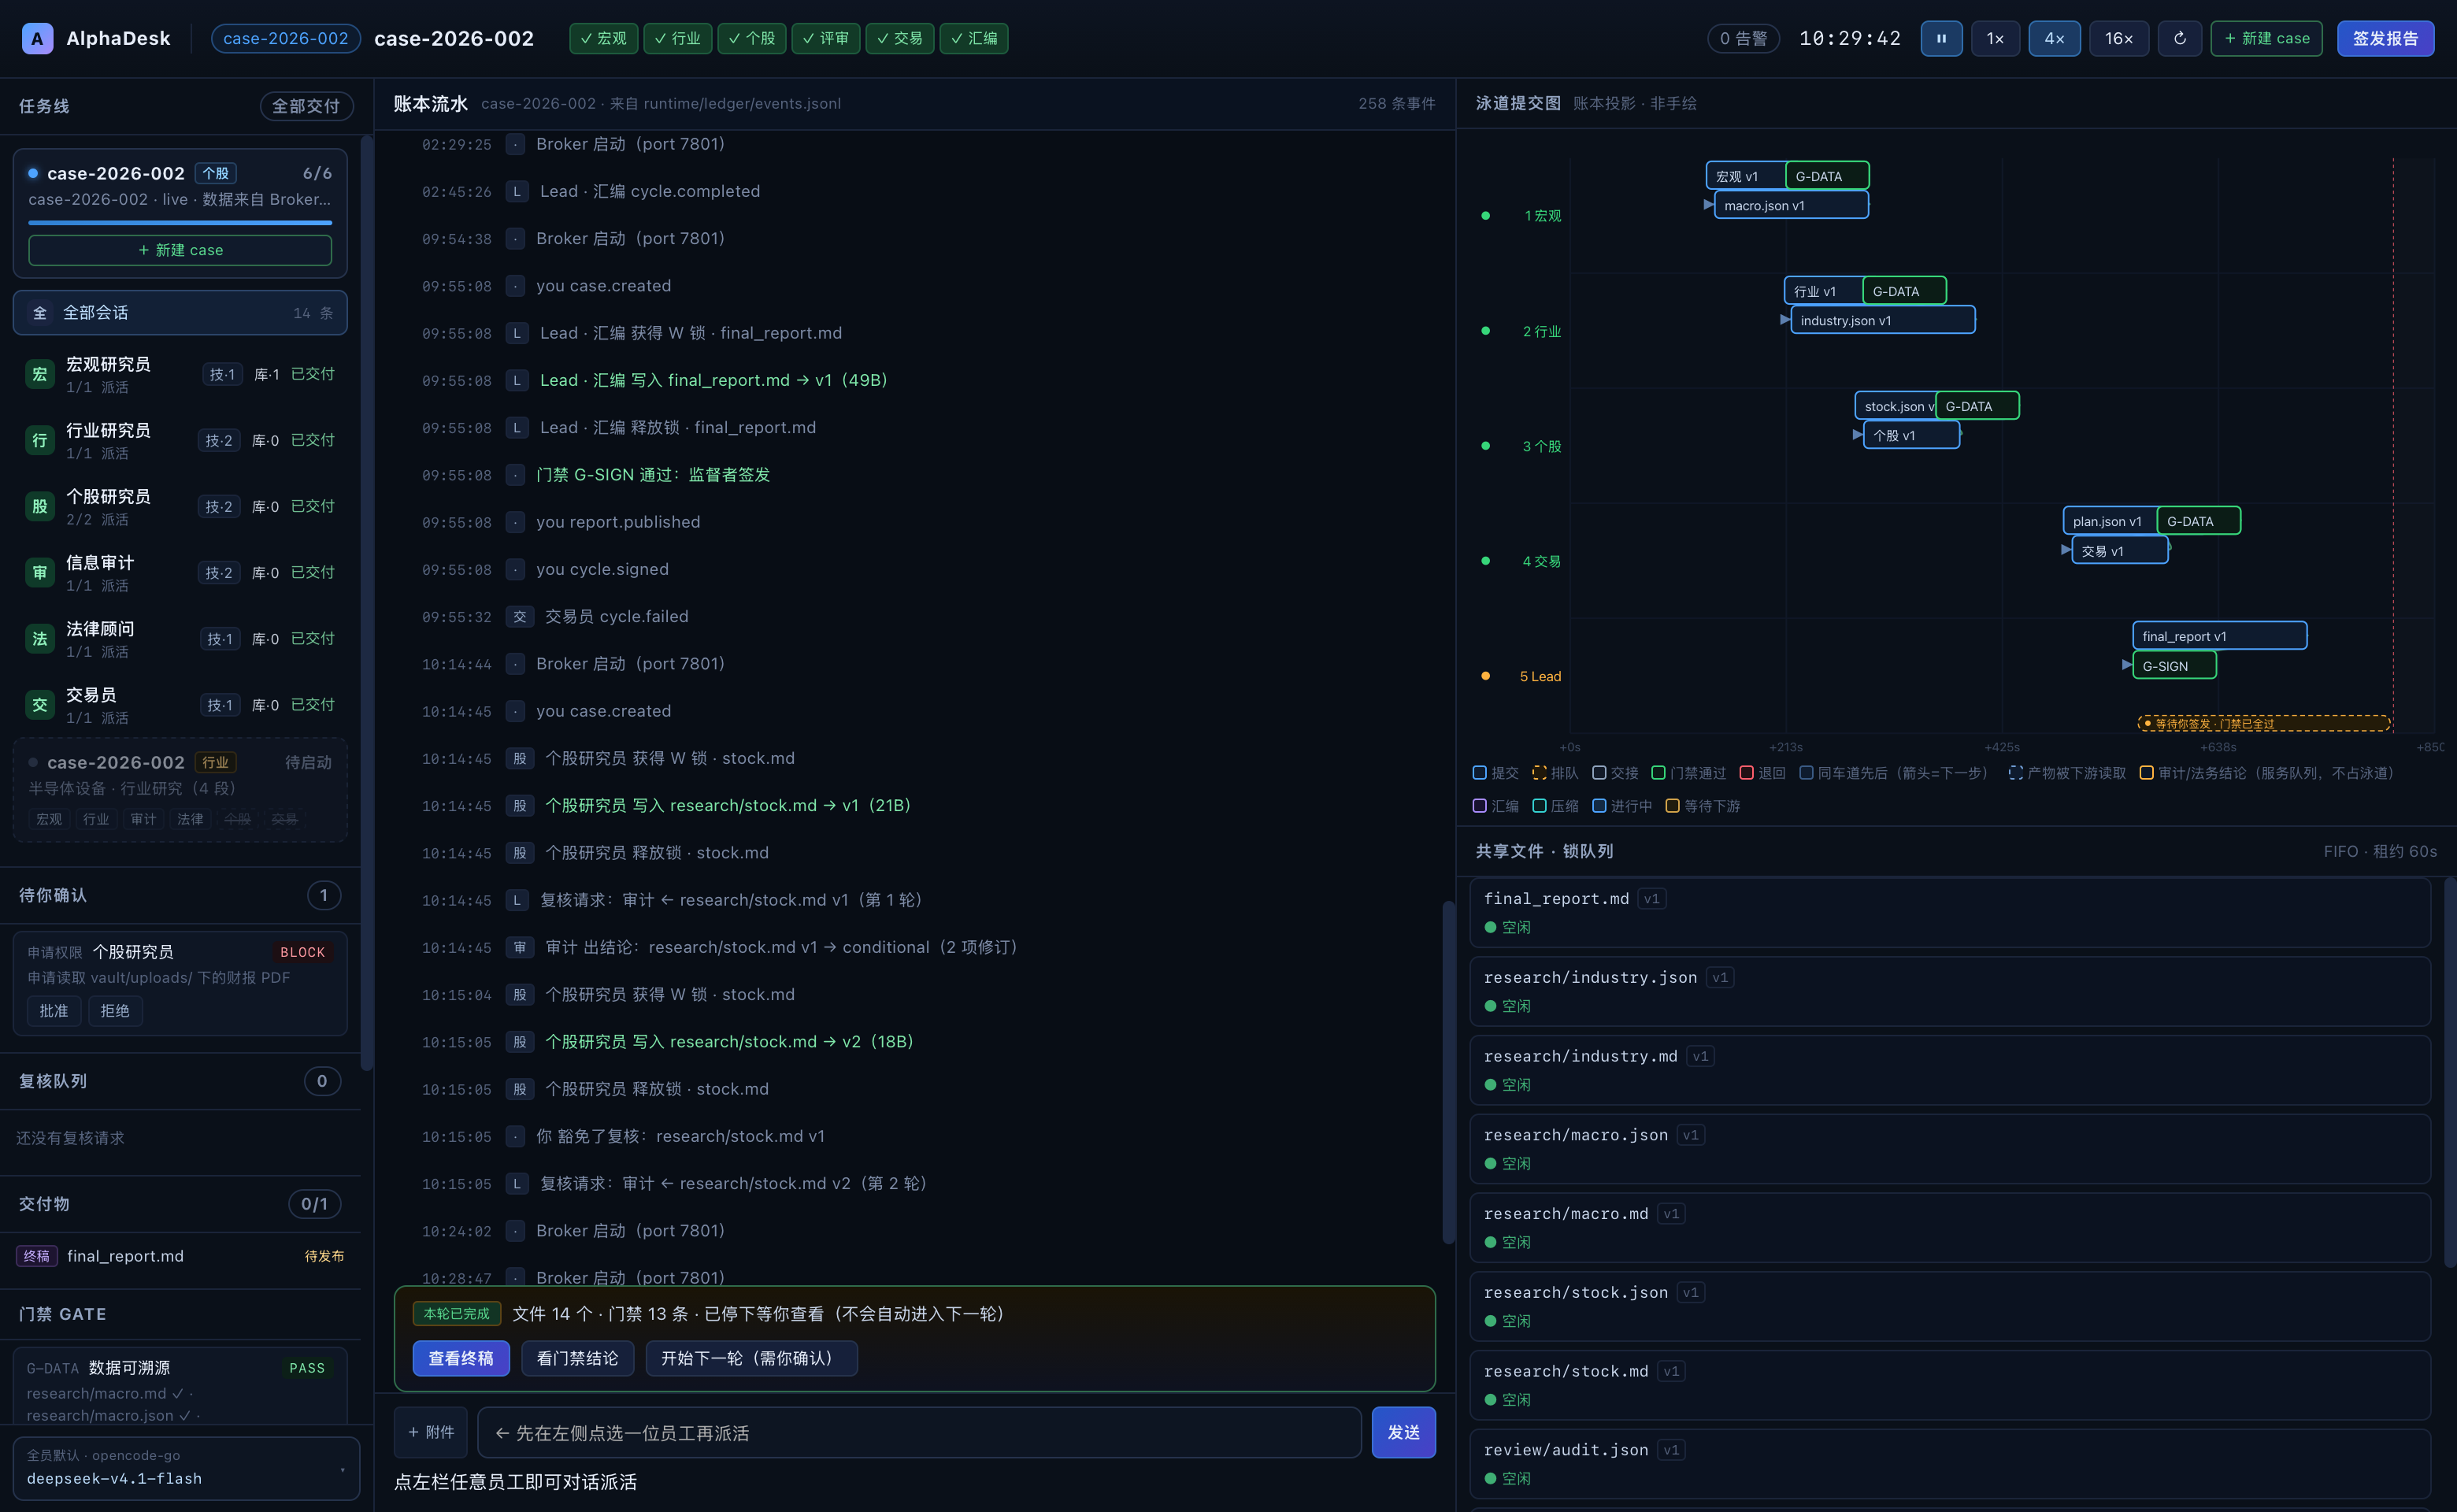 A AlphaDesk case-2026-002 case-2026-002 ✓ 宏观 ✓ 行业 ✓ 个股 ✓ 评审 ✓ 交易 ✓ 汇编 0 告警 10:29:42 1× 4× 16× + 新建 case 签发报告
任务线 全部交付
case-2026-002 个股 6/6
case-2026-002 · live · 数据来自 Broker...
+ 新建 case
全 全部会话 14 条
宏 宏观研究员 技·1 库·1 已交付
1/1 派活
行 行业研究员 技·2 库·0 已交付
1/1 派活
股 个股研究员 技·2 库·0 已交付
2/2 派活
审 信息审计 技·2 库·0 已交付
1/1 派活
法 法律顾问 技·1 库·0 已交付
1/1 派活
交 交易员 技·1 库·0 已交付
1/1 派活
case-2026-002 行业 待启动
半导体设备 · 行业研究（4 段）
宏观 行业 审计 法律 个股 交易
待你确认 1
申请权限 个股研究员 BLOCK
申请读取 vault/uploads/ 下的财报 PDF
批准 拒绝
复核队列 0
还没有复核请求
交付物 0/1
终稿 final_report.md 待发布
门禁 GATE
G-DATA 数据可溯源 PASS
research/macro.md ✓ ·
research/macro.json ✓ ·
全员默认 · opencode-go
deepseek-v4.1-flash
账本流水 case-2026-002 · 来自 runtime/ledger/events.jsonl 258 条事件
02:29:25 · Broker 启动（port 7801）
02:45:26 L Lead · 汇编 cycle.completed
09:54:38 · Broker 启动（port 7801）
09:55:08 · you case.created
09:55:08 L Lead · 汇编 获得 W 锁 · final_report.md
09:55:08 L Lead · 汇编 写入 final_report.md → v1（49B）
09:55:08 L Lead · 汇编 释放锁 · final_report.md
09:55:08 · 门禁 G-SIGN 通过：监督者签发
09:55:08 · you report.published
09:55:08 · you cycle.signed
09:55:32 交 交易员 cycle.failed
10:14:44 · Broker 启动（port 7801）
10:14:45 · you case.created
10:14:45 股 个股研究员 获得 W 锁 · stock.md
10:14:45 股 个股研究员 写入 research/stock.md → v1（21B）
10:14:45 股 个股研究员 释放锁 · stock.md
10:14:45 L 复核请求：审计 ← research/stock.md v1（第 1 轮）
10:14:45 审 审计 出结论：research/stock.md v1 → conditional（2 项修订）
10:15:04 股 个股研究员 获得 W 锁 · stock.md
10:15:05 股 个股研究员 写入 research/stock.md → v2（18B）
10:15:05 股 个股研究员 释放锁 · stock.md
10:15:05 · 你 豁免了复核：research/stock.md v1
10:15:05 L 复核请求：审计 ← research/stock.md v2（第 2 轮）
10:24:02 · Broker 启动（port 7801）
10:28:47 · Broker 启动（port 7801）
本轮已完成 文件 14 个 · 门禁 13 条 · 已停下等你查看（不会自动进入下一轮）
查看终稿 看门禁结论 开始下一轮（需你确认）
+ 附件 ← 先在左侧点选一位员工再派活 发送
点左栏任意员工即可对话派活
泳道提交图 账本投影 · 非手绘
宏观 v1 G-DATA
macro.json v1
1 宏观
行业 v1 G-DATA
industry.json v1
2 行业
stock.json v G-DATA
个股 v1
3 个股
plan.json v1 G-DATA
交易 v1
4 交易
final_report v1
G-SIGN
5 Lead
等待你签发 · 门禁已全过
+0s +213s +425s +638s +850
提交 排队 交接 门禁通过 退回 同车道先后（箭头=下一步） 产物被下游读取 审计/法务结论（服务队列，不占泳道）
汇编 压缩 进行中 等待下游
共享文件 · 锁队列 FIFO · 租约 60s
final_report.md v1
空闲
research/industry.json v1
空闲
research/industry.md v1
空闲
research/macro.json v1
空闲
research/macro.md v1
空闲
research/stock.json v1
空闲
research/stock.md v1
空闲
review/audit.json v1
空闲